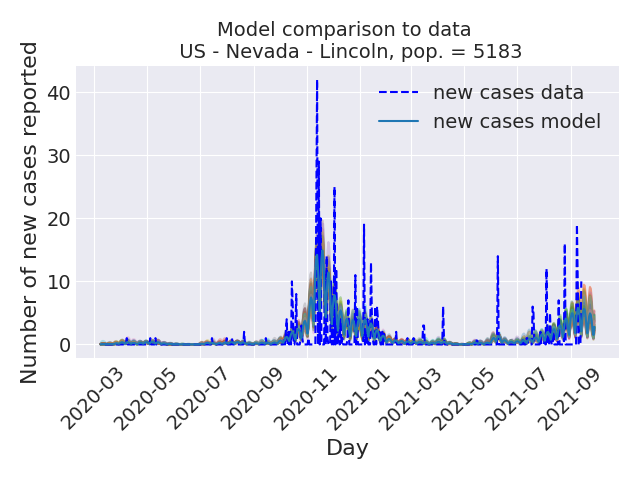 Model comparison to data
US - Nevada - Lincoln, pop. = 5183
Number of new cases reported
40
30
20
10
0
new cases data
new cases model
2020-03
2020-05
2020-07
2020-09
2020-11
2021-01
2021-03
2021-05
2021-07
2021-09
Day